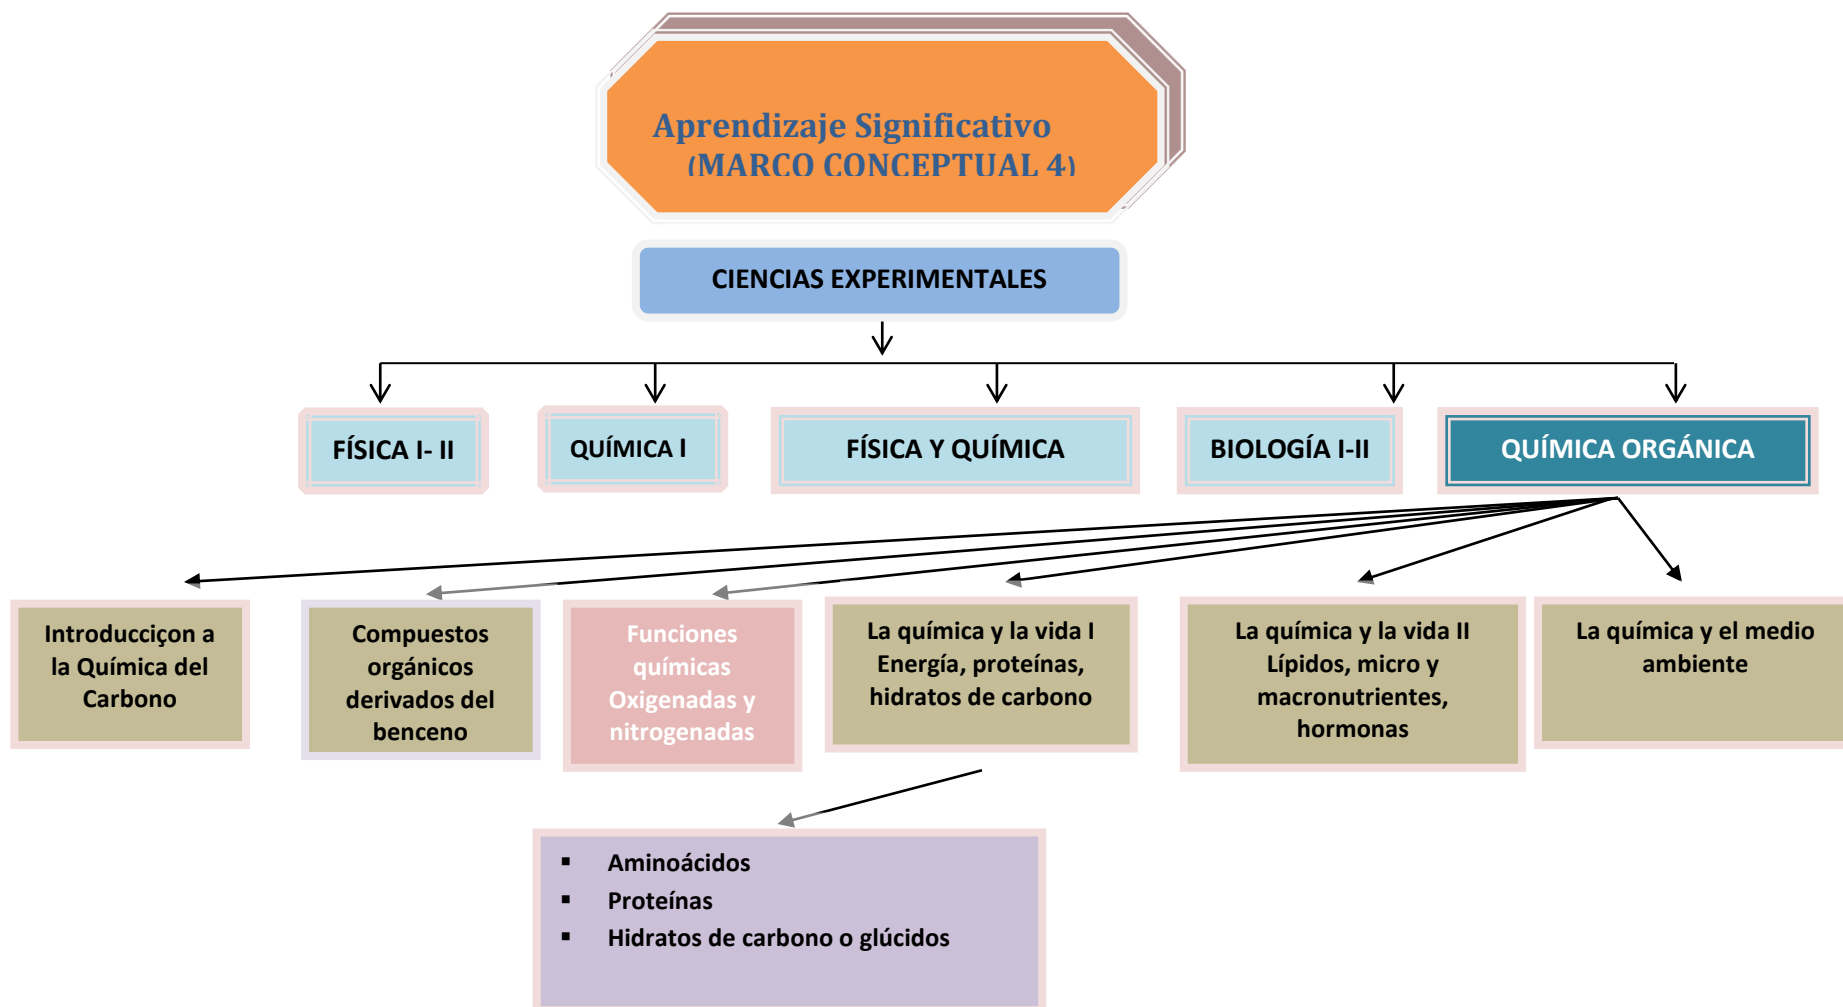 Aprendizaje Significativo
(MARCO CONCEPTUAL 4)
CIENCIAS EXPERIMENTALES
FÍSICA I- II
QUÍMICA I
FÍSICA Y QUÍMICA
BIOLOGÍA I-II
QUÍMICA ORGÁNICA
Introducciçon a
la Química del
Carbono
Compuestos
orgánicos
derivados del
benceno
Funciones
químicas
Oxigenadas y
nitrogenadas
La química y la vida I
Energía, proteínas,
hidratos de carbono
La química y la vida II
Lípidos, micro y
macronutrientes,
hormonas
La química y el medio
ambiente
▪ Aminoácidos
▪ Proteínas
▪ Hidratos de carbono o glúcidos